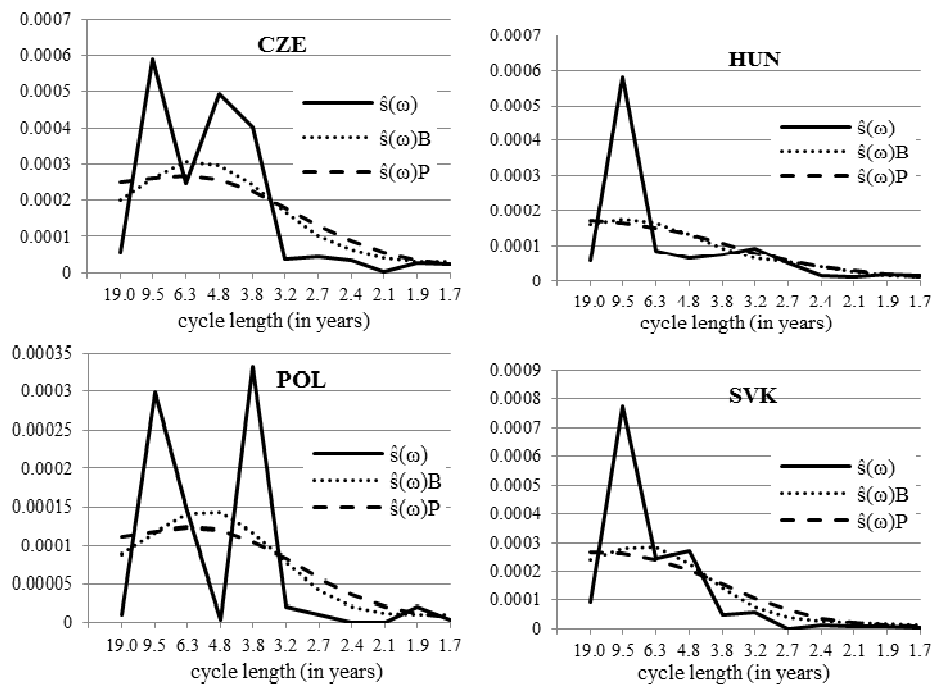 CZE
0.0007
0.0006
0.0005
0.0004
0.0003
0.0002
0.0001
0
ŝ(ω)
ŝ(ω)B
ŝ(ω)P
19.0 9.5 6.3 4.8 3.8 3.2 2.7 2.4 2.1 1.9 1.7
cycle length (in years)
HUN
0.0007
0.0006
0.0005
0.0004
0.0003
0.0002
0.0001
0
ŝ(ω)
ŝ(ω)B
ŝ(ω)P
19.0 9.5 6.3 4.8 3.8 3.2 2.7 2.4 2.1 1.9 1.7
cycle length (in years)
POL
0.00035
0.0003
0.00025
0.0002
0.00015
0.0001
0.00005
0
ŝ(ω)
ŝ(ω)B
ŝ(ω)P
19.0 9.5 6.3 4.8 3.8 3.2 2.7 2.4 2.1 1.9 1.7
cycle length (in years)
SVK
0.0009
0.0008
0.0007
0.0006
0.0005
0.0004
0.0003
0.0002
0.0001
0
ŝ(ω)
ŝ(ω)B
ŝ(ω)P
19.0 9.5 6.3 4.8 3.8 3.2 2.7 2.4 2.1 1.9 1.7
cycle length (in years)